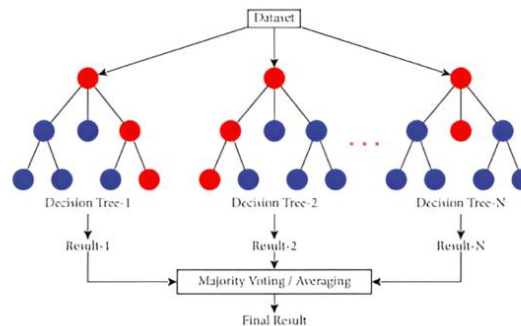 Dataset
Decision Tree-1
Decision Tree-2
Decision Tree-N
Result-1
Result-2
Result-N
Majority Voting / Averaging
Final Result